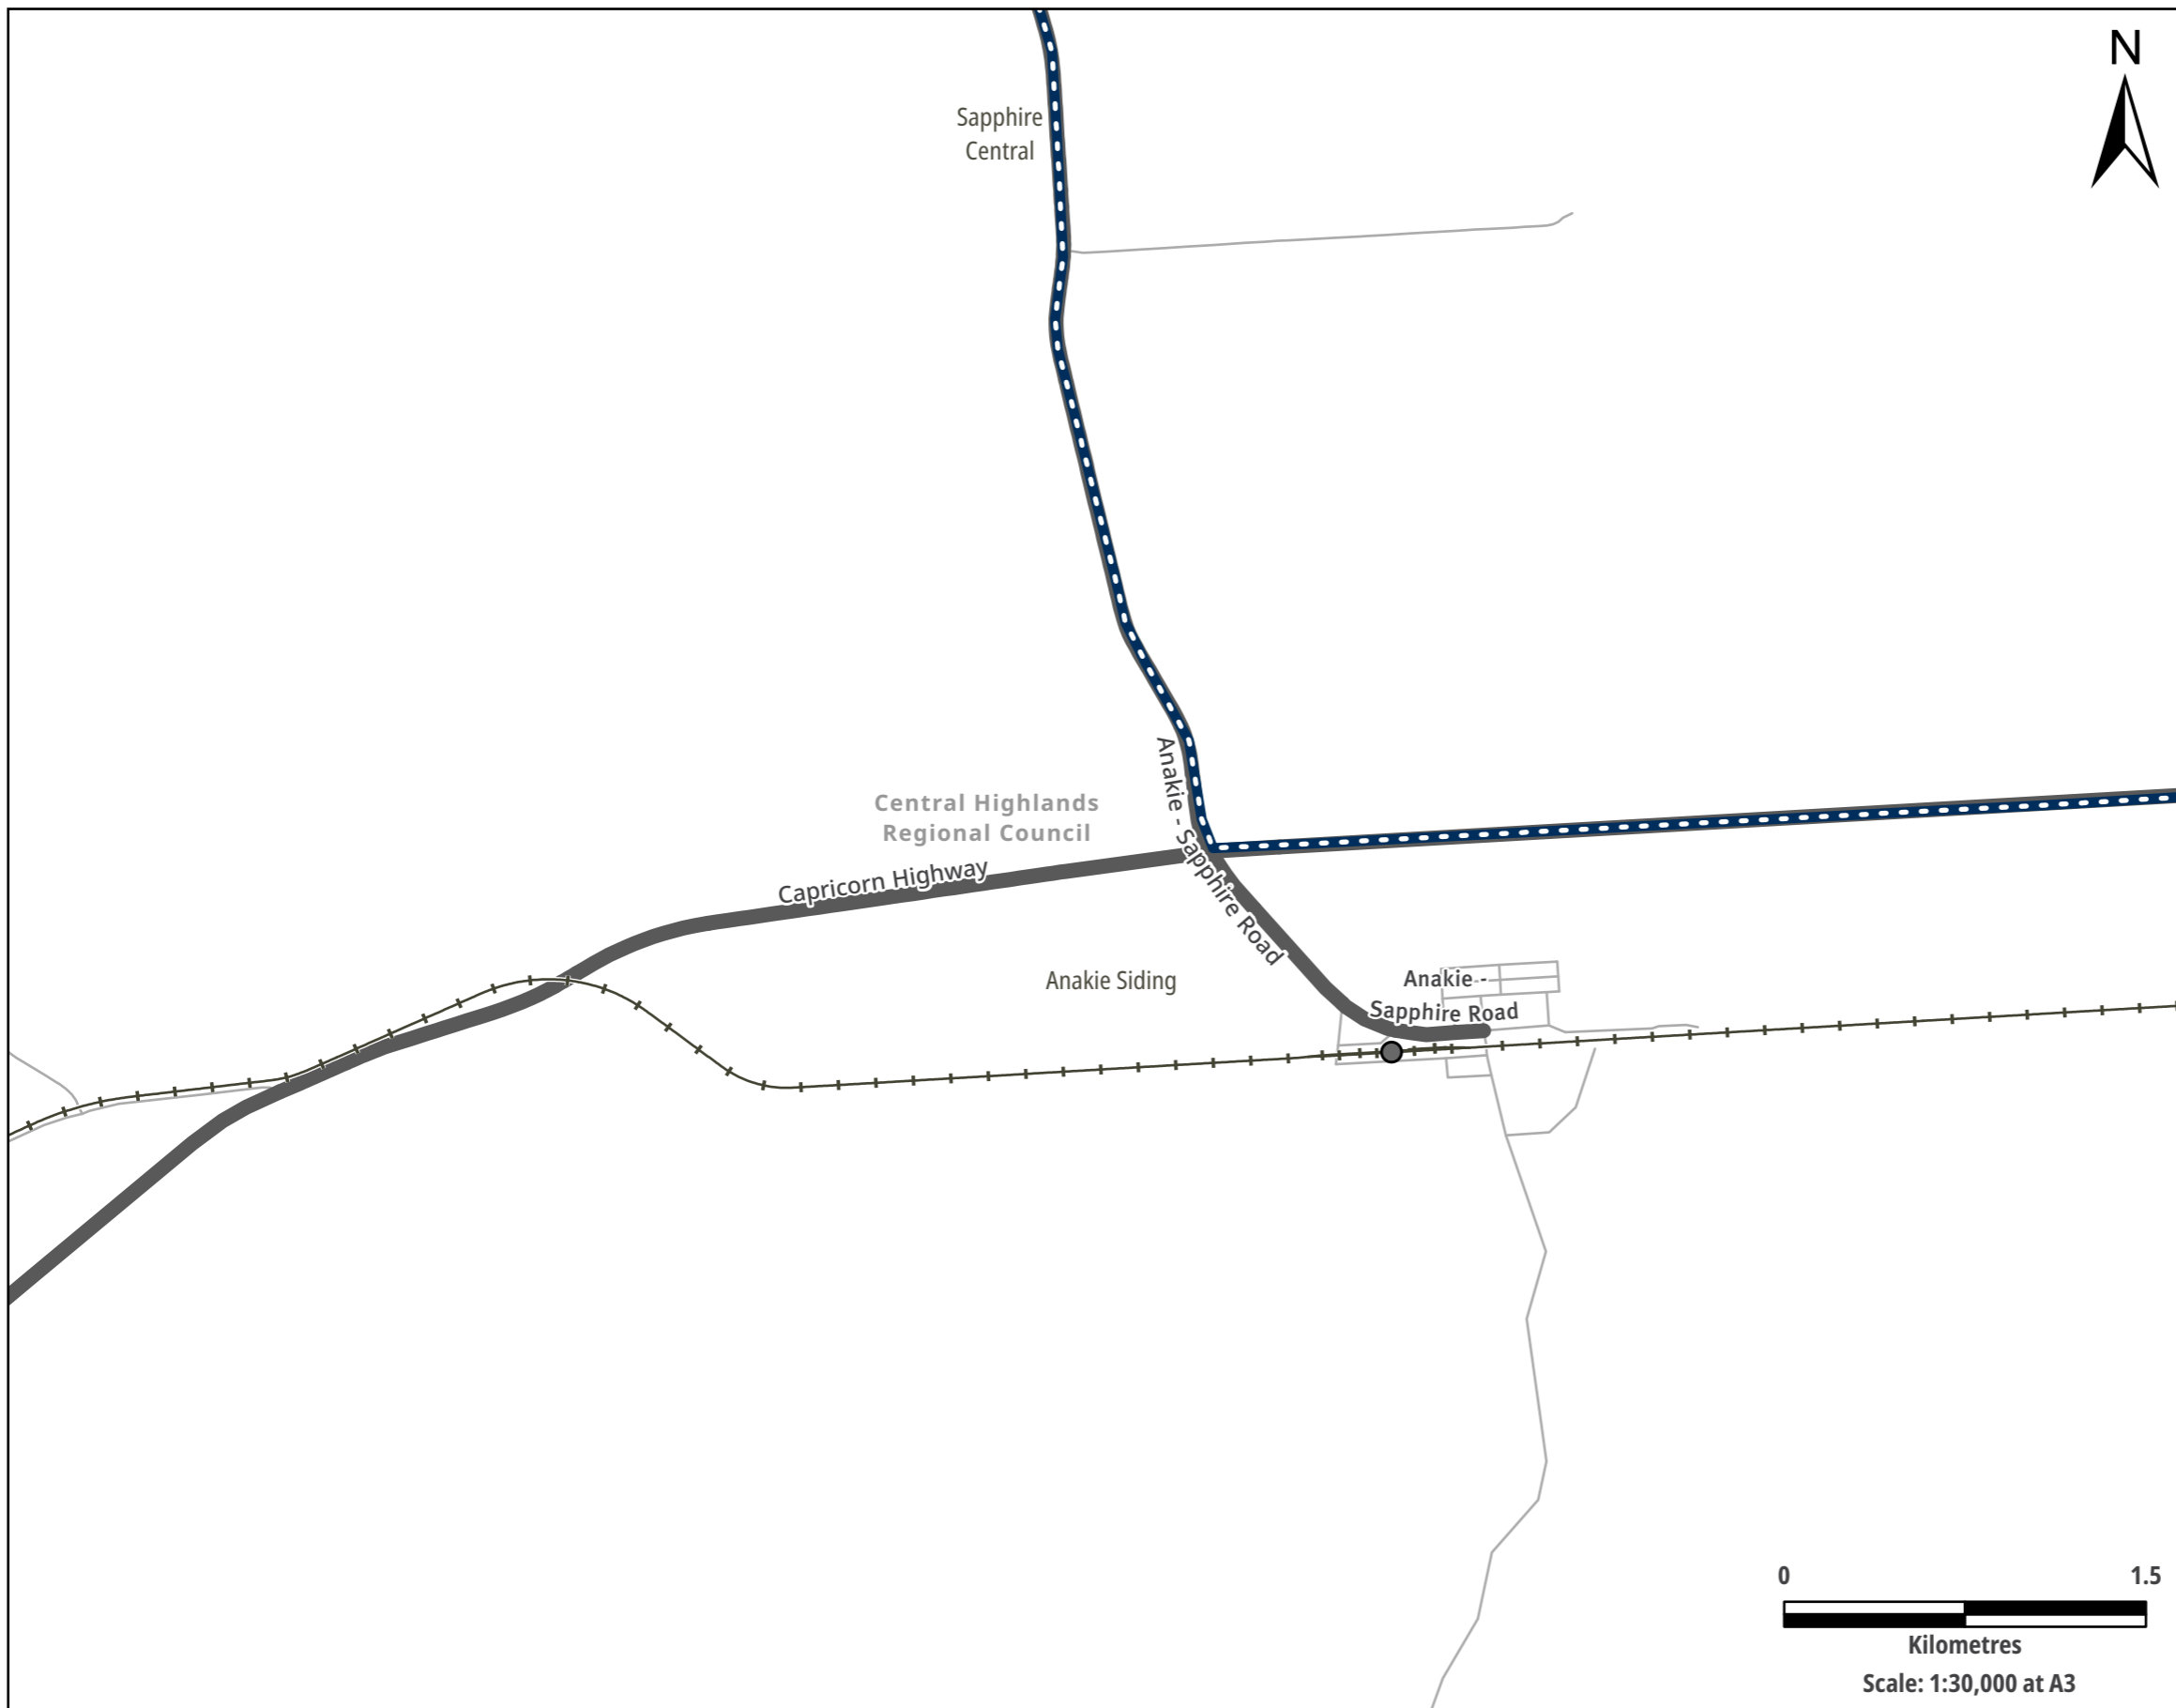 N
Sapphire
Central
Anakie - Sapphire Road
Central Highlands
Regional Council
Capricorn Highway
Anakie Siding
Anakie -
Sapphire Road
0 1.5
Kilometres
Scale: 1:30,000 at A3